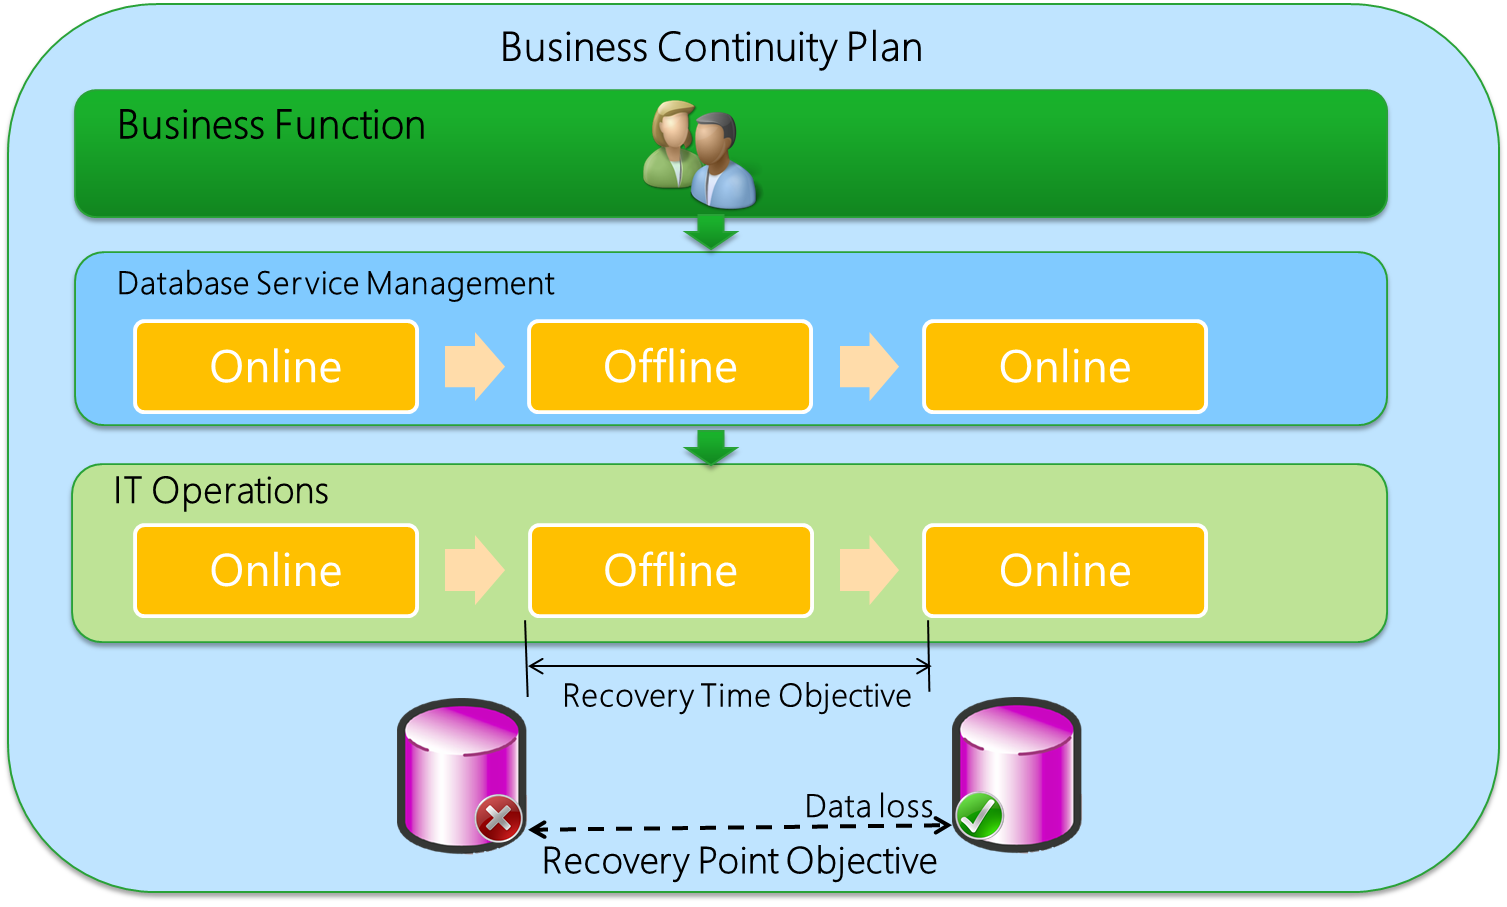 Business Continuity Plan
Business Function
Database Service Management
Online
Offline
Online
IT Operations
Online
Offline
Online
Recovery Time Objective
Data loss
Recovery Point Objective